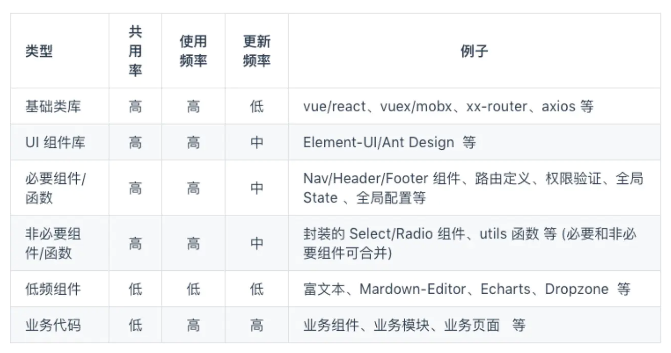 类型 共用率 使用频率 更新频率 例子
基础类库 高 高 低 vue/react、vuex/mobx、xx-router、axios 等
UI 组件库 高 高 中 Element-UI/Ant Design 等
必要组件/函数 高 高 中 Nav/Header/Footer 组件、路由定义、权限验证、全局 State 、全局配置等
非必要组件/函数 高 高 中 封装的 Select/Radio 组件、utils 函数 等 (必要和非必要组件可合并)
低频组件 低 低 低 富文本、Mardown-Editor、Echarts、Dropzone 等
业务代码 低 高 高 业务组件、业务模块、业务页面 等